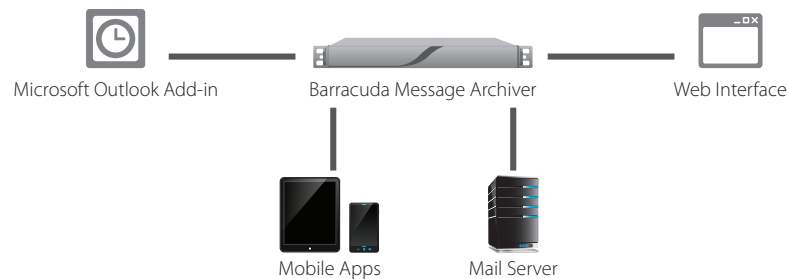 Microsoft Outlook Add-in
Barracuda Message Archiver
Web Interface
Mobile Apps
Mail Server